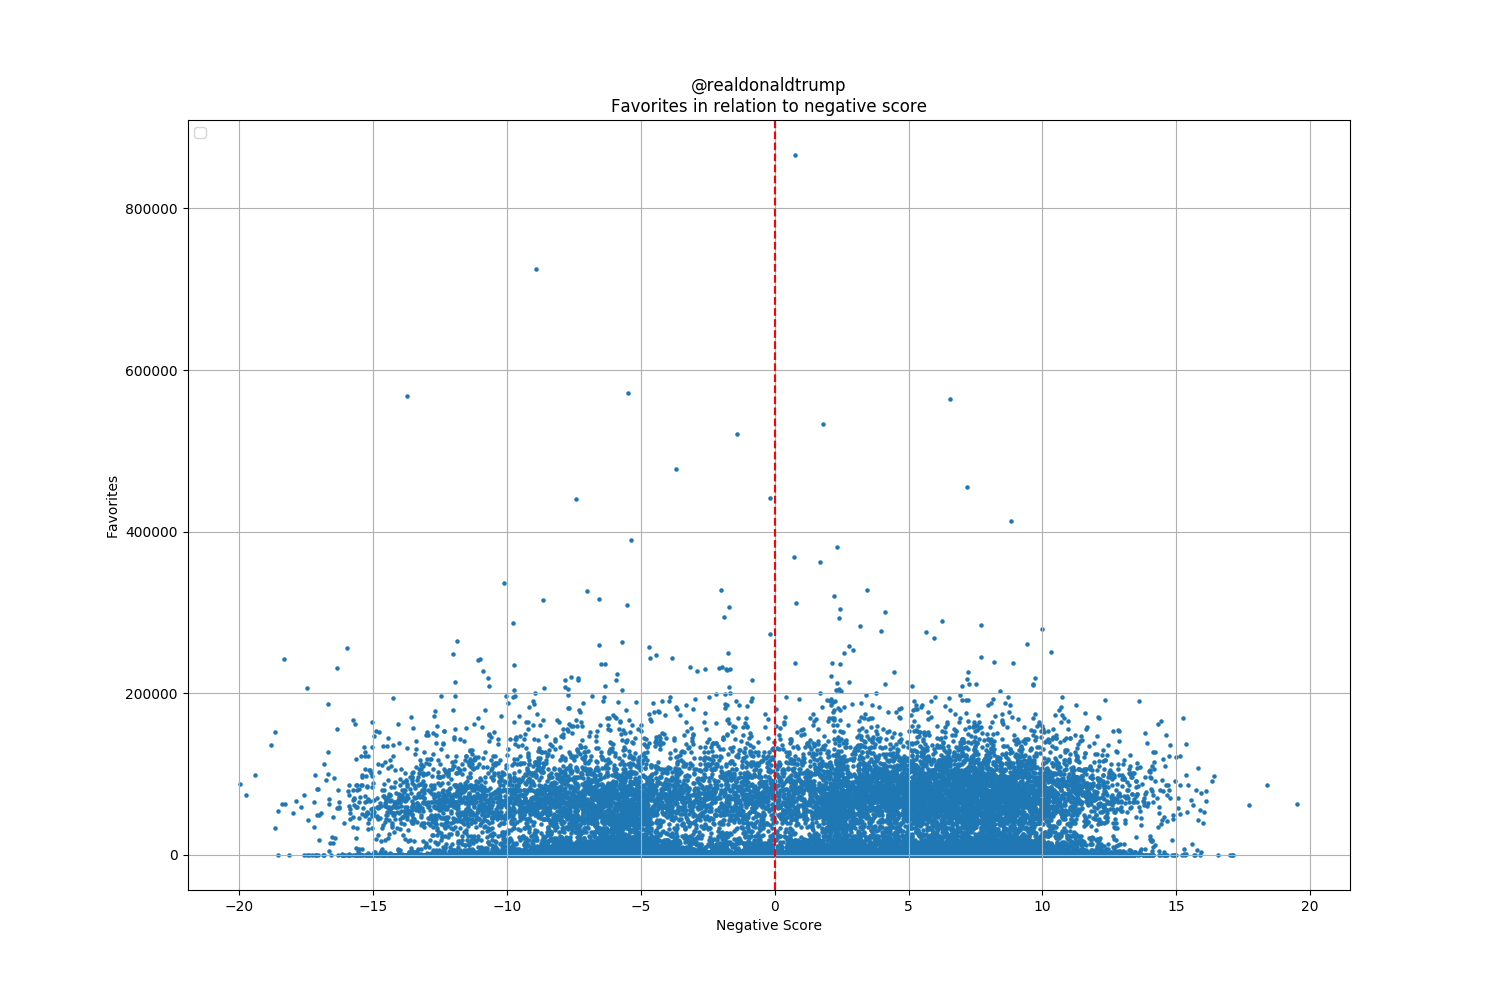 @realdonaldtrump
Favorites in relation to negative score
800000
600000
400000
200000
0
Favorites
−20 −15 −10 −5 0 5 10 15 20
Negative Score